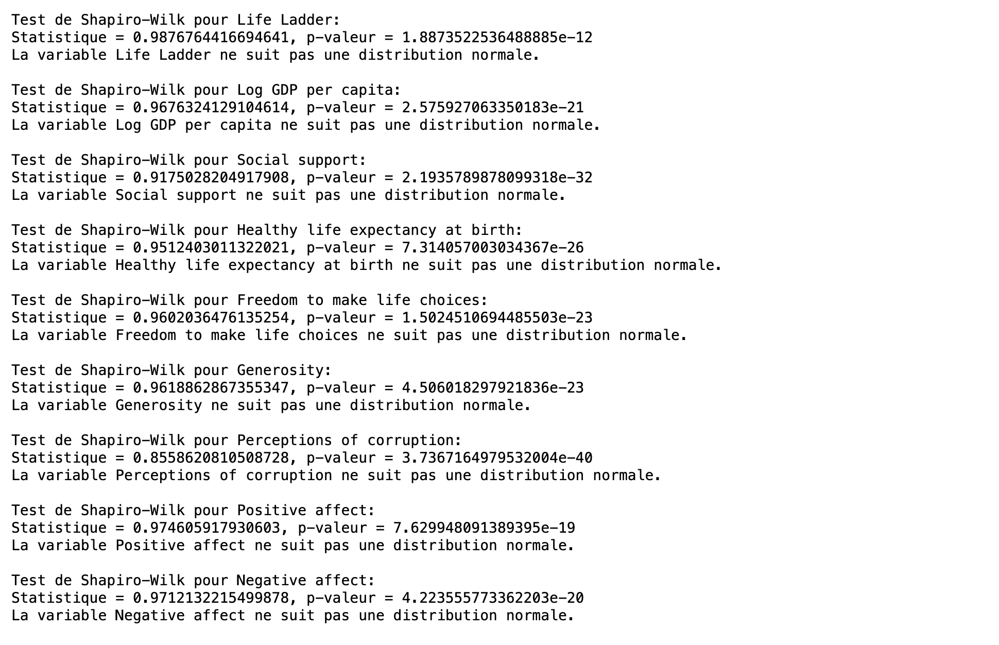 Test de Shapiro-Wilk pour Life Ladder:
Statistique = 0.9876764416694641, p-valeur = 1.8873522536488885e-12
La variable Life Ladder ne suit pas une distribution normale.
Test de Shapiro-Wilk pour Log GDP per capita:
Statistique = 0.9676324129104614, p-valeur = 2.575927063350183e-21
La variable Log GDP per capita ne suit pas une distribution normale.
Test de Shapiro-Wilk pour Social support:
Statistique = 0.9175028204917908, p-valeur = 2.1935789878099318e-32
La variable Social support ne suit pas une distribution normale.
Test de Shapiro-Wilk pour Healthy life expectancy at birth:
Statistique = 0.9512403011322021, p-valeur = 7.314057003034367e-26
La variable Healthy life expectancy at birth ne suit pas une distribution normale.
Test de Shapiro-Wilk pour Freedom to make life choices:
Statistique = 0.9602036476135254, p-valeur = 1.5024510694485503e-23
La variable Freedom to make life choices ne suit pas une distribution normale.
Test de Shapiro-Wilk pour Generosity:
Statistique = 0.9618862867355347, p-valeur = 4.506018297921836e-23
La variable Generosity ne suit pas une distribution normale.
Test de Shapiro-Wilk pour Perceptions of corruption:
Statistique = 0.8558620810508728, p-valeur = 3.7367164979532004e-40
La variable Perceptions of corruption ne suit pas une distribution normale.
Test de Shapiro-Wilk pour Positive affect:
Statistique = 0.974605917930603, p-valeur = 7.629948091389395e-19
La variable Positive affect ne suit pas une distribution normale.
Test de Shapiro-Wilk pour Negative affect:
Statistique = 0.9712132215499878, p-valeur = 4.223555773362203e-20
La variable Negative affect ne suit pas une distribution normale.